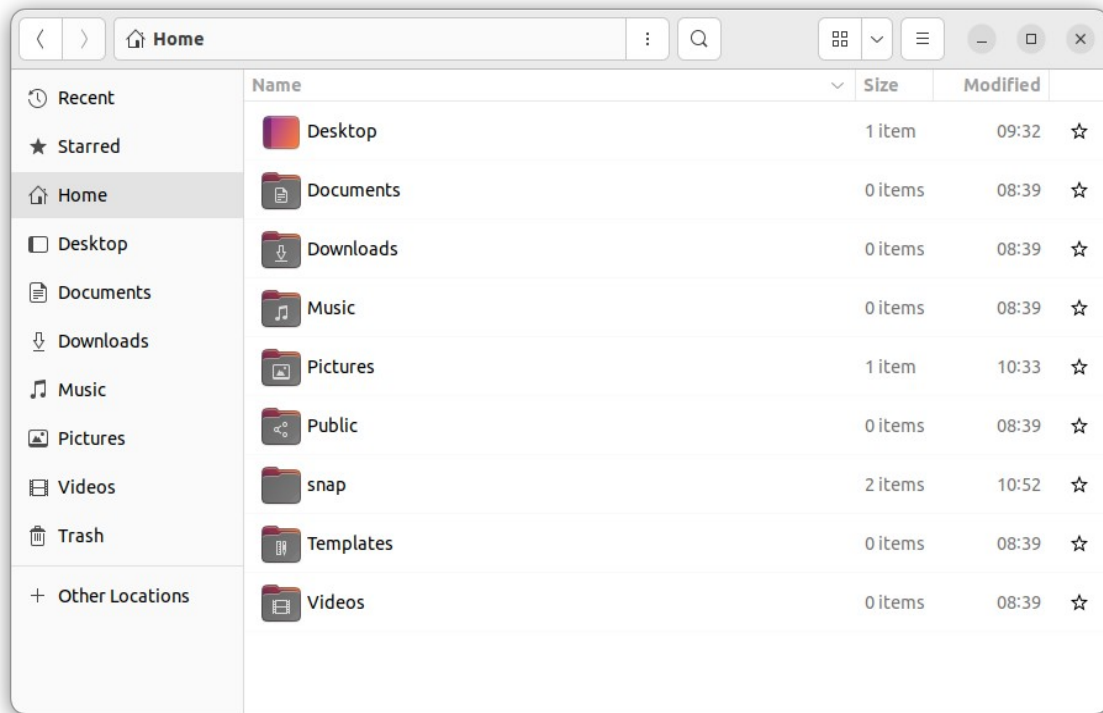 Home
Recent
Starred
Home
Desktop
Documents
Downloads
Music
Pictures
Videos
Trash
Other Locations
Name Size Modified
Desktop 1 item 09:32
Documents 0 items 08:39
Downloads 0 items 08:39
Music 0 items 08:39
Pictures 1 item 10:33
Public 0 items 08:39
snap 2 items 10:52
Templates 0 items 08:39
Videos 0 items 08:39